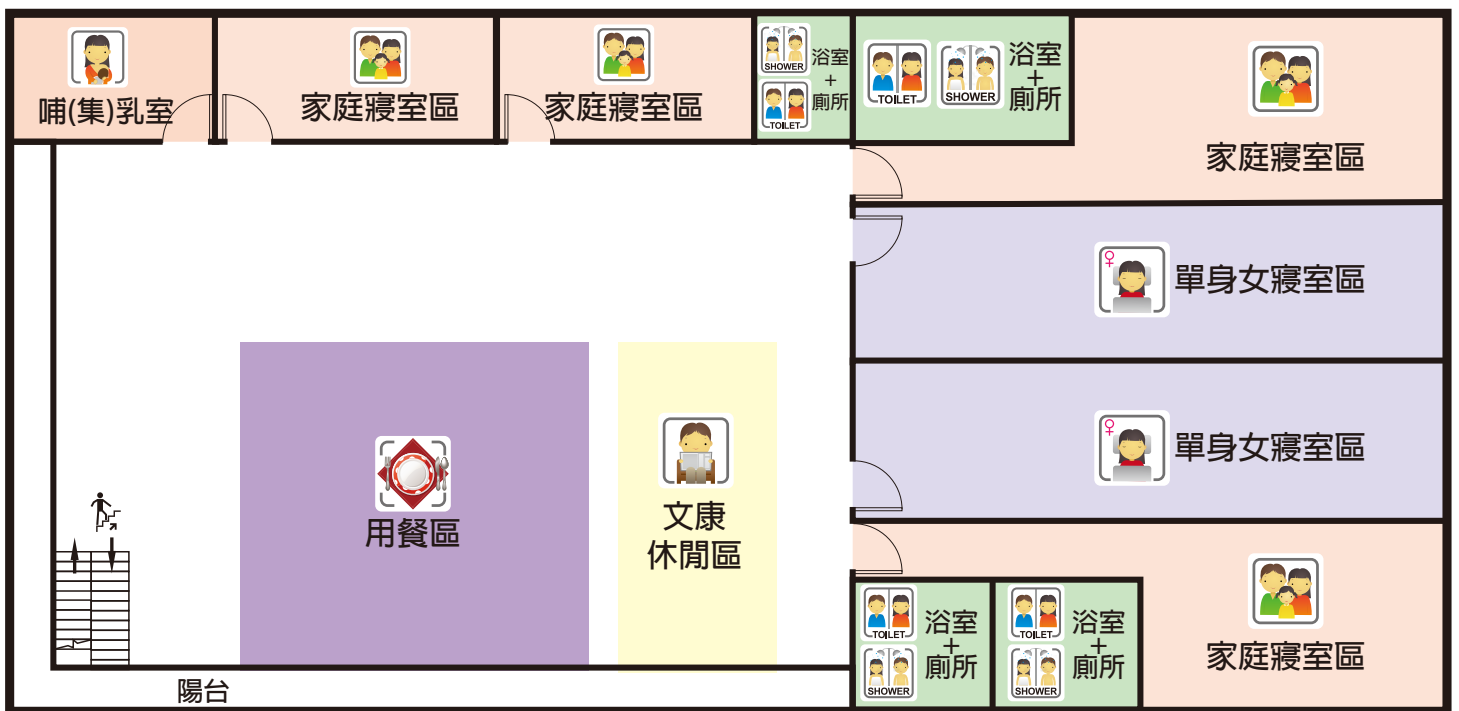 哺(集)乳室
家庭寢室區
家庭寢室區
SHOWER
TOILET
浴室
+
廁所
TOILET
SHOWER
浴室
+
廁所
家庭寢室區
♀
單身女寢室區
♀
單身女寢室區
用餐區
文康
休閒區
TOILET
SHOWER
浴室
+
廁所
TOILET
SHOWER
浴室
+
廁所
家庭寢室區
陽台